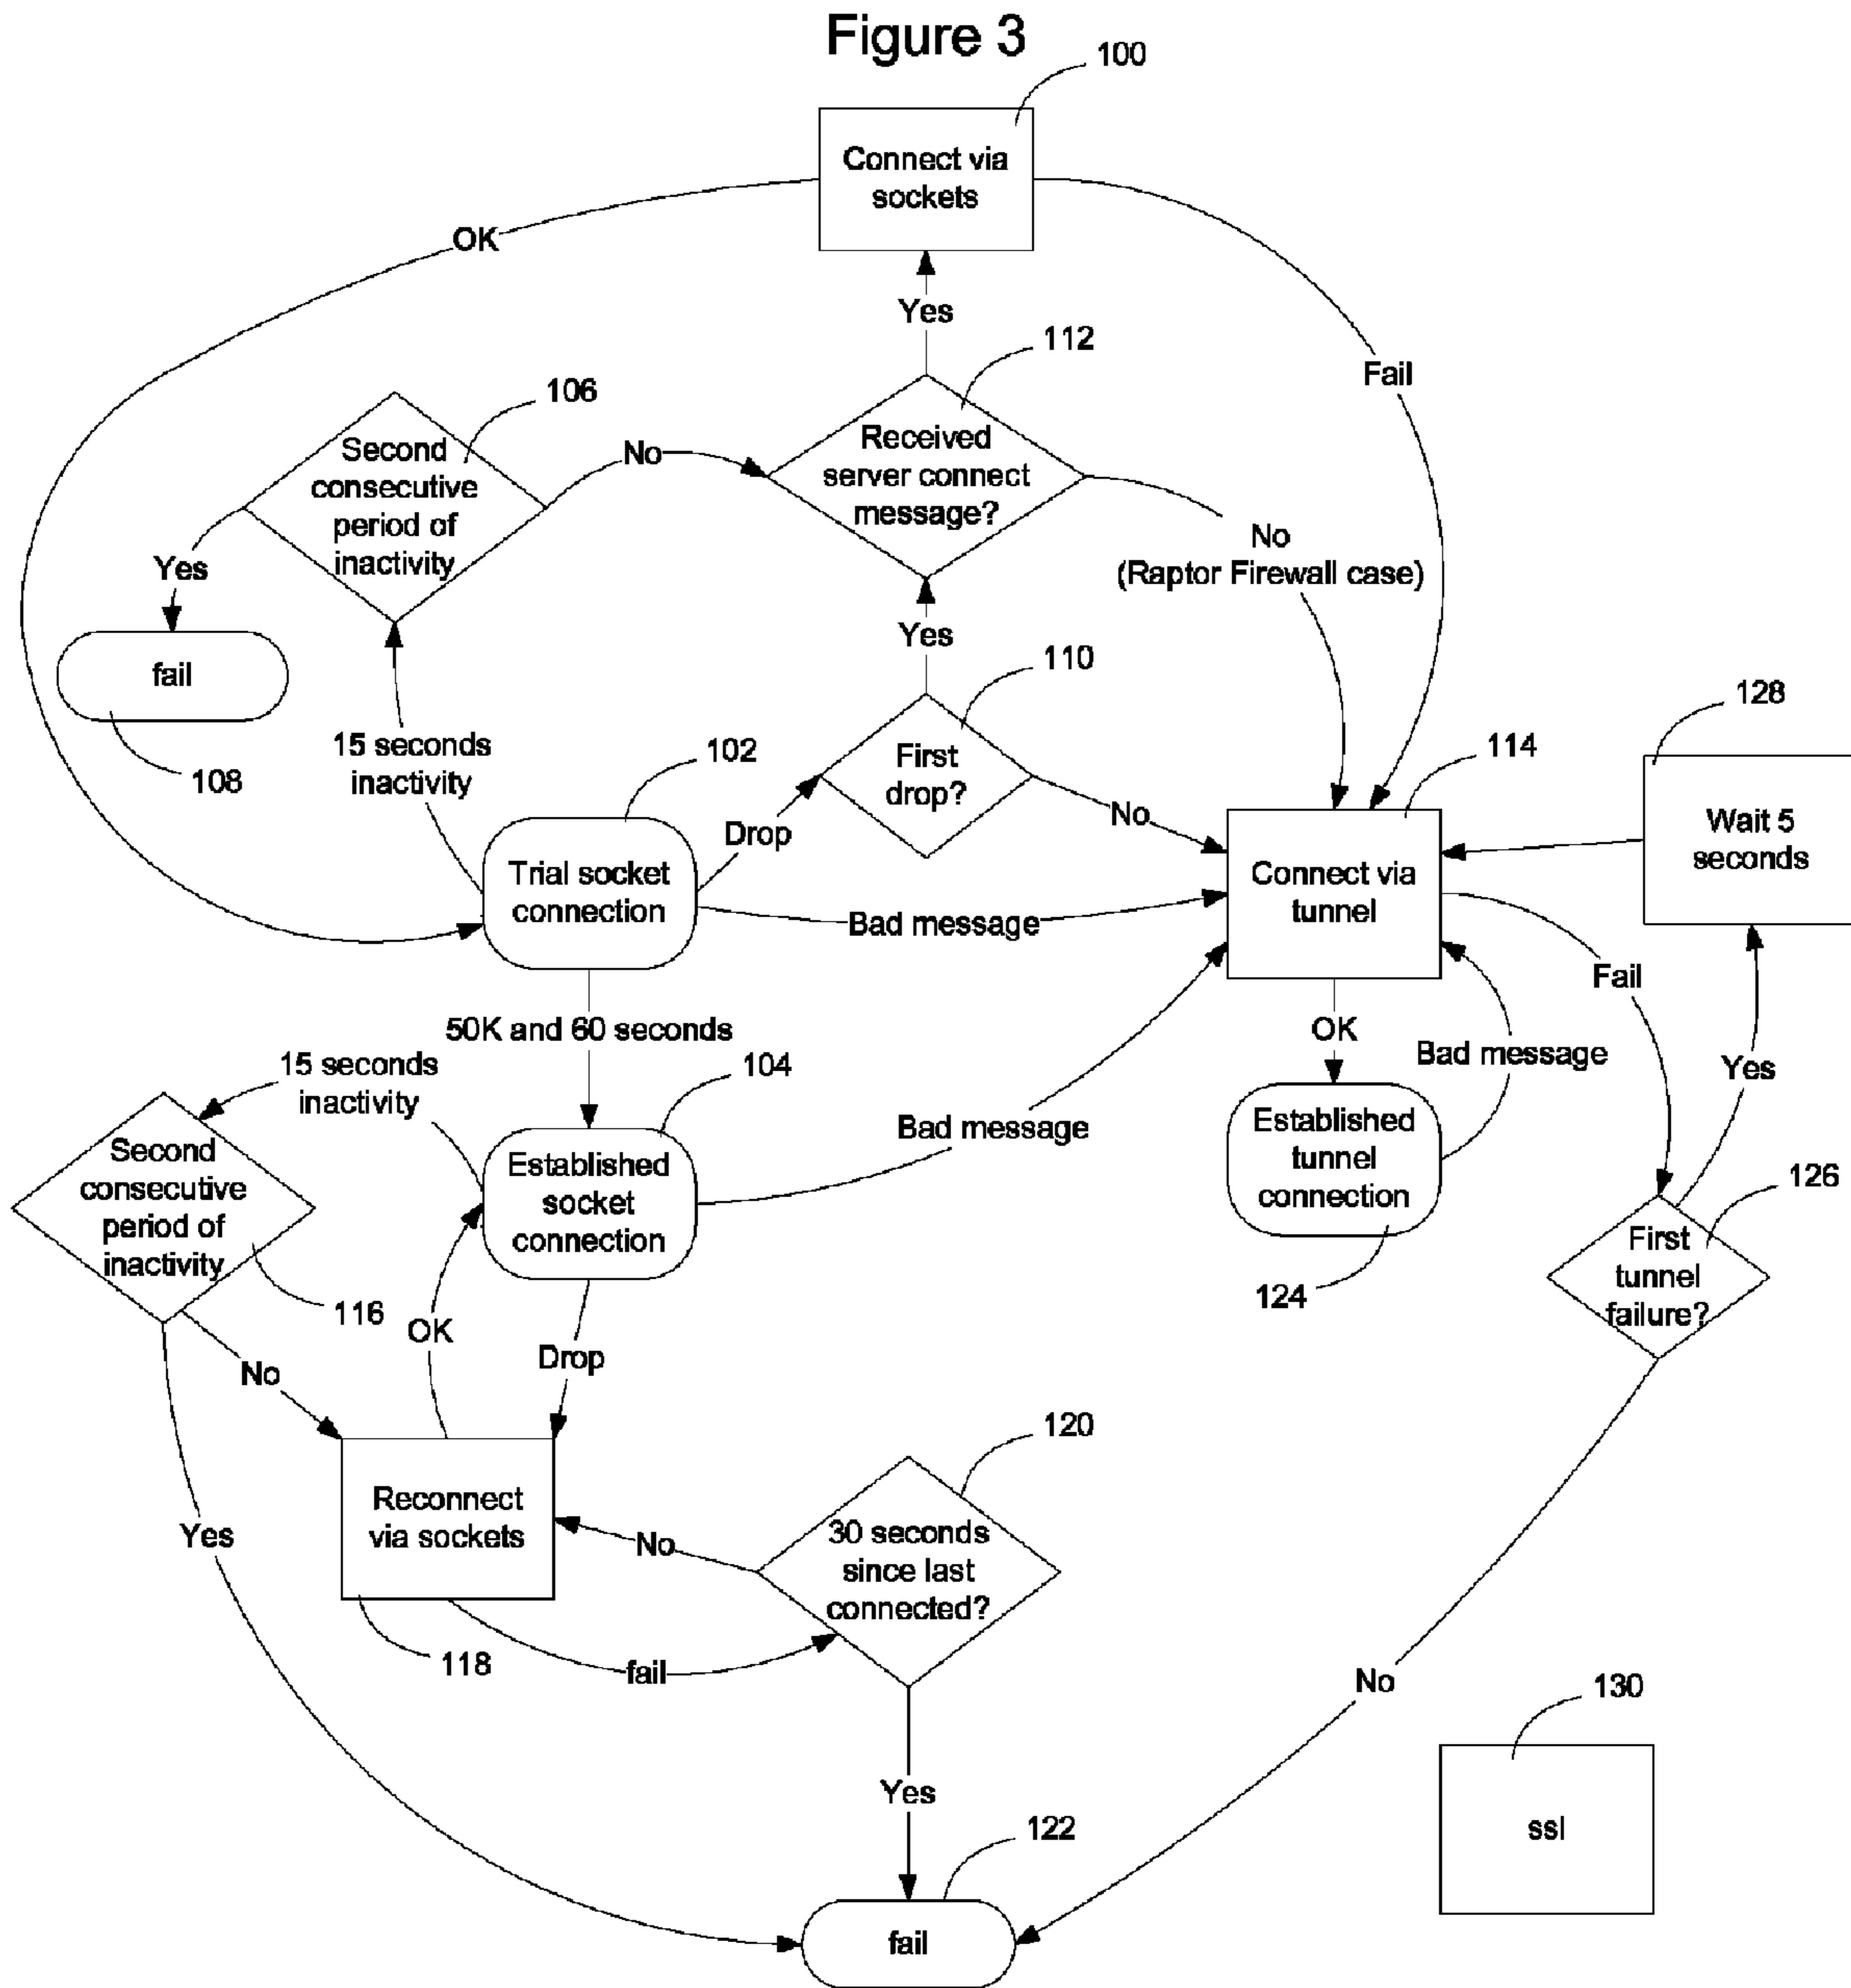 Figure 3
100
Connect via
sockets
OK
Yes
112
Fail
106
Second
consecutive
period of
inactivity
No
Received
server connect
message?
No
(Raptor Firewall case)
Yes
fail
108
Yes
110
First
drop?
128
Wait 5
seconds
15 seconds
inactivity
102
Drop
No
114
Trial socket
connection
Bad message
Connect via
tunnel
Fail
50K and 60 seconds
OK
Bad message
Yes
15 seconds
inactivity
104
Second
consecutive
period of
inactivity
116
Established
socket
connection
Bad message
Established
tunnel
connection
124
126
First
tunnel
failure?
No
OK
Drop
Reconnect
via sockets
118
Yes
No
fail
120
30 seconds
since last
connected?
No
Yes
130
ssl
122
fail